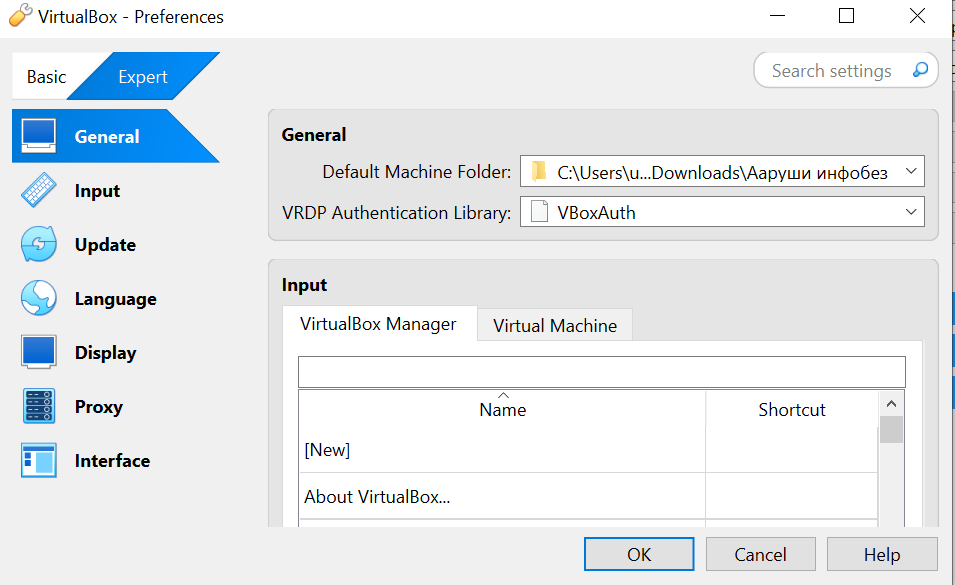 VirtualBox - Preferences
Basic
Expert
Search settings
General
Input
Update
Language
Display
Proxy
Interface
General
Default Machine Folder: C:\Users\u...Downloads\Ааруши инфобез
VRDP Authentication Library: VBoxAuth
Input
VirtualBox Manager
Virtual Machine
Name Shortcut
[New]
About VirtualBox...
OK Cancel Help